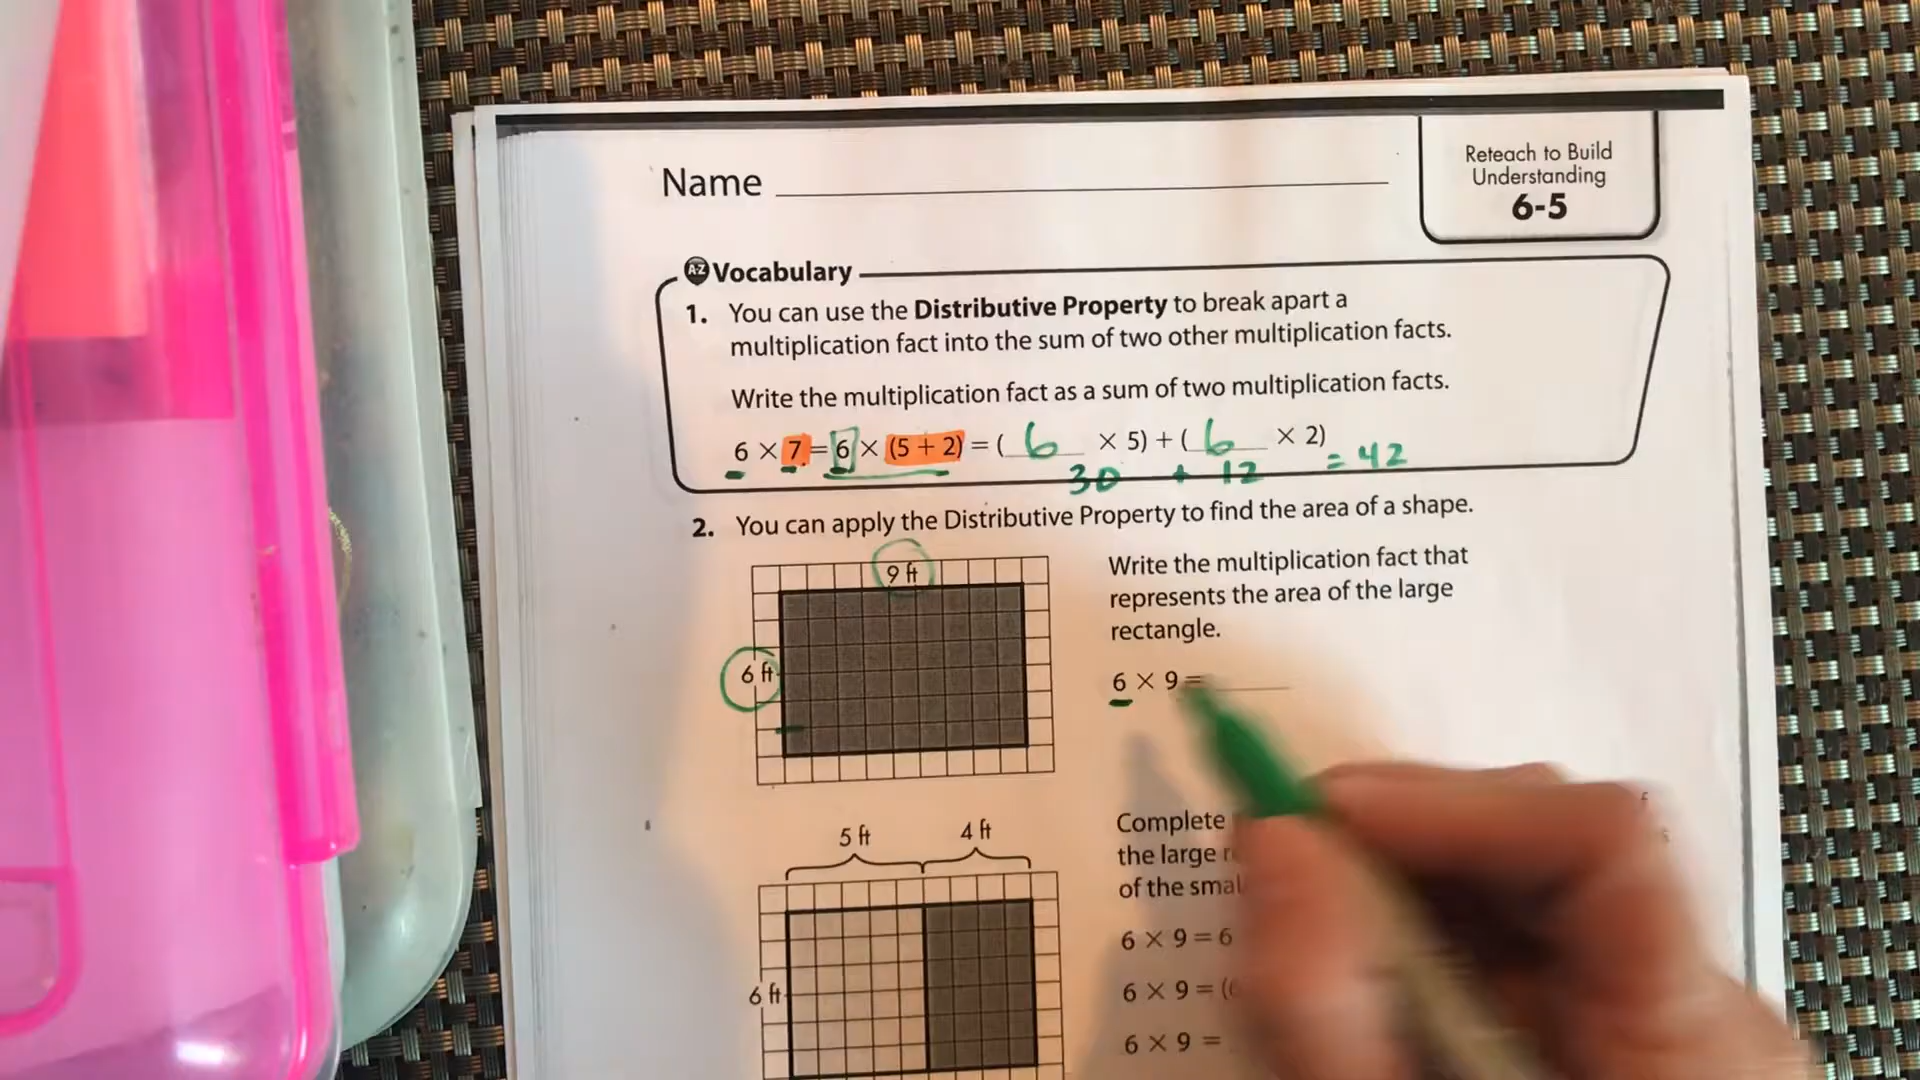 Name
Reteach to Build
Understanding
6-5
A-Z Vocabulary
1. You can use the Distributive Property to break apart a
multiplication fact into the sum of two other multiplication facts.
Write the multiplication fact as a sum of two multiplication facts.
6 × 7 = 6 × (5 + 2) = ( 6 × 5) + ( 6 × 2)
30 + 12 = 42
2. You can apply the Distributive Property to find the area of a shape.
9 ft
6 ft
Write the multiplication fact that
represents the area of the large
rectangle.
6 × 9 =
5 ft 4 ft
6 ft
Complete
the large
of the
6 × 9 = 6
6 × 9 = (6
6 × 9 =